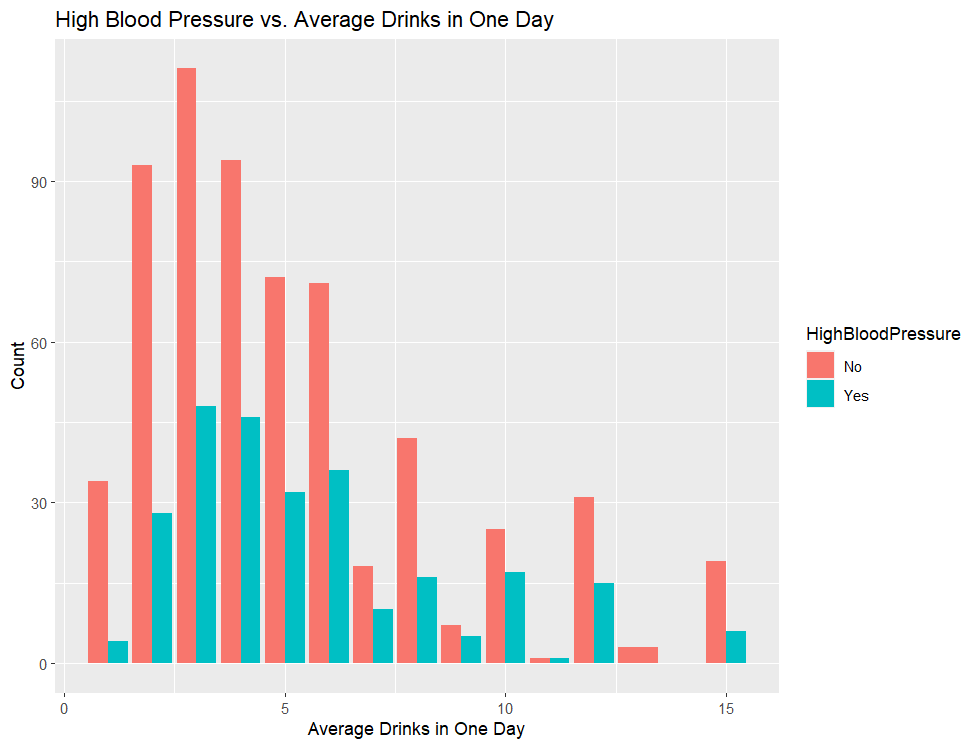 High Blood Pressure vs. Average Drinks in One Day
Count
90
60
30
0
0 5 10 15
Average Drinks in One Day
HighBloodPressure
No
Yes